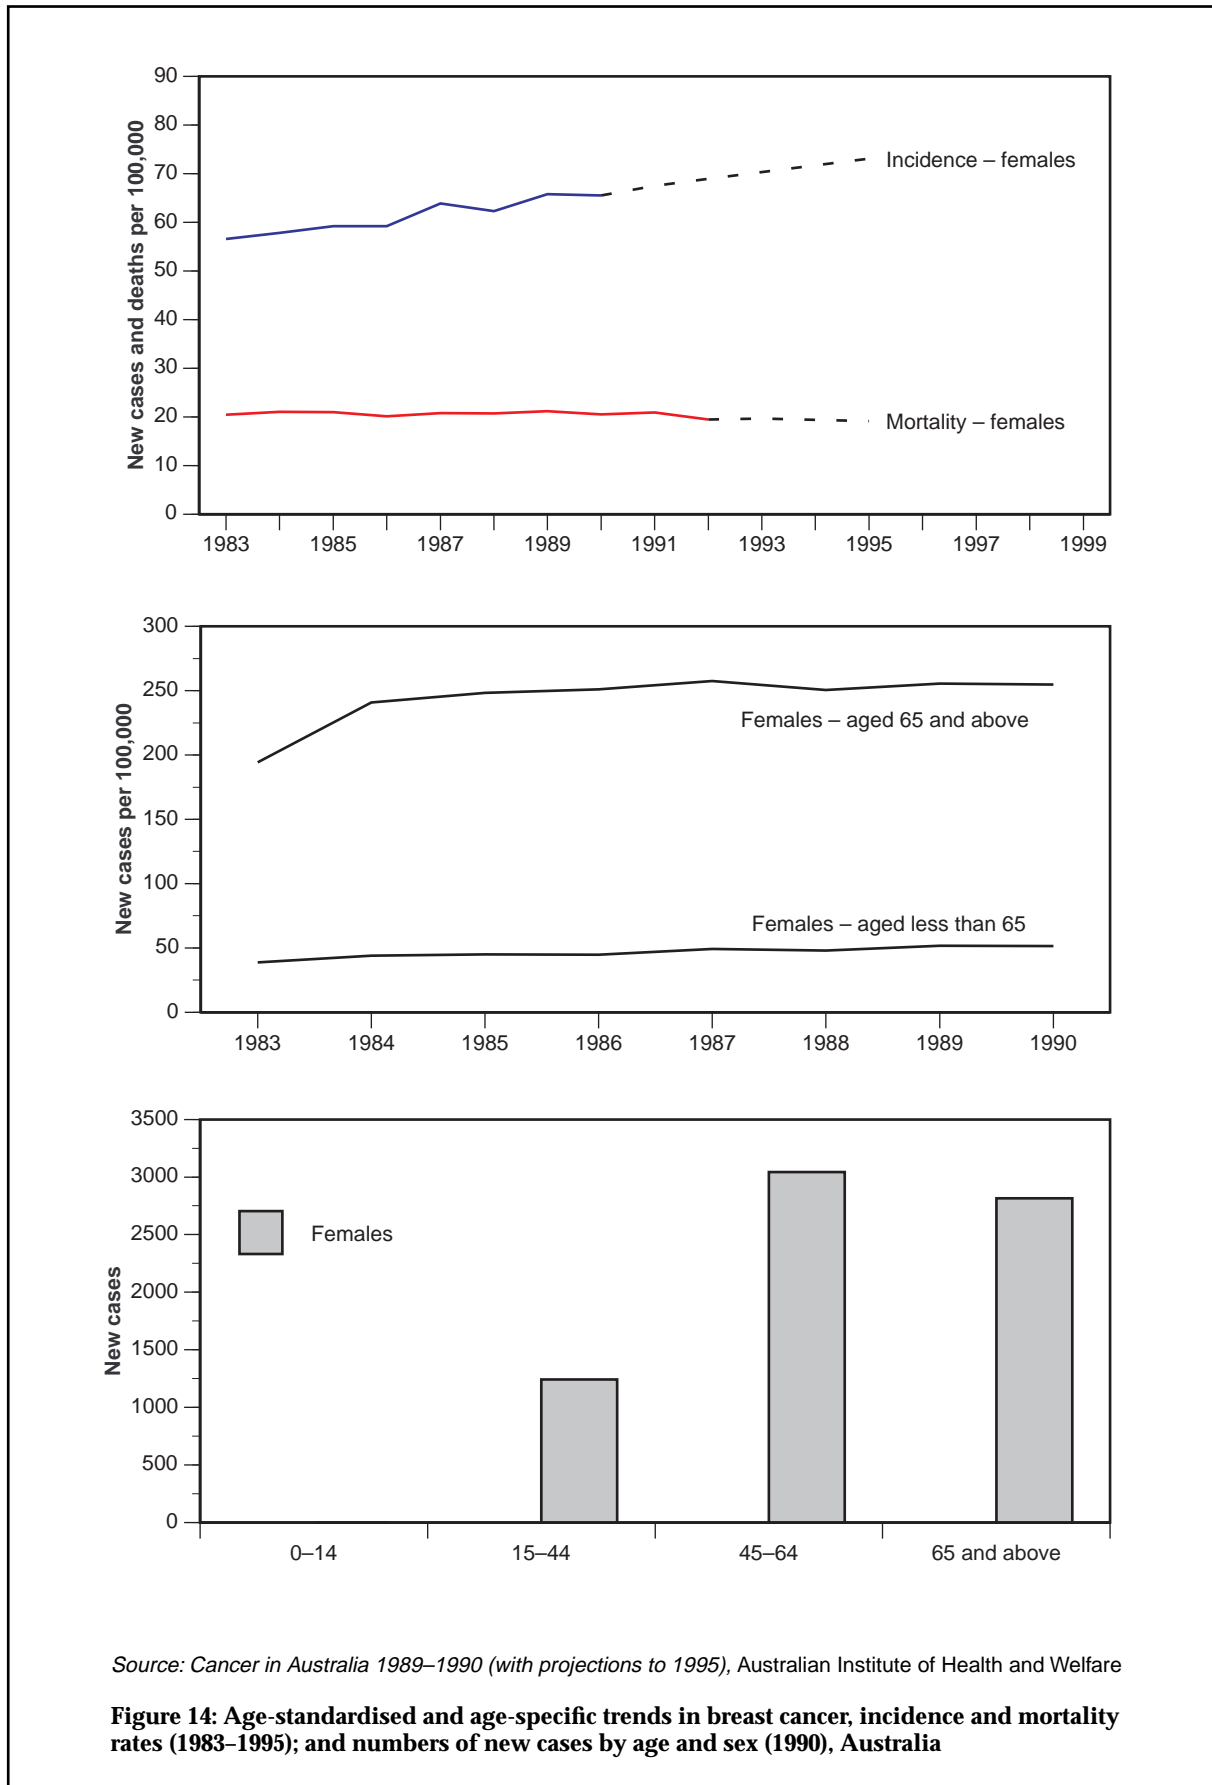 New cases and deaths per 100,000
90
80
70
60
50
40
30
20
10
0
Incidence – females
Mortality – females
1983 1985 1987 1989 1991 1993 1995 1997 1999
New cases per 100,000
300
250
200
150
100
50
0
Females – aged 65 and above
Females – aged less than 65
1983 1984 1985 1986 1987 1988 1989 1990
New cases
3500
3000
2500
2000
1500
1000
500
0
Females
0–14 15–44 45–64 65 and above
Source: Cancer in Australia 1989–1990 (with projections to 1995), Australian Institute of Health and Welfare
Figure 14: Age-standardised and age-specific trends in breast cancer, incidence and mortality
rates (1983–1995); and numbers of new cases by age and sex (1990), Australia